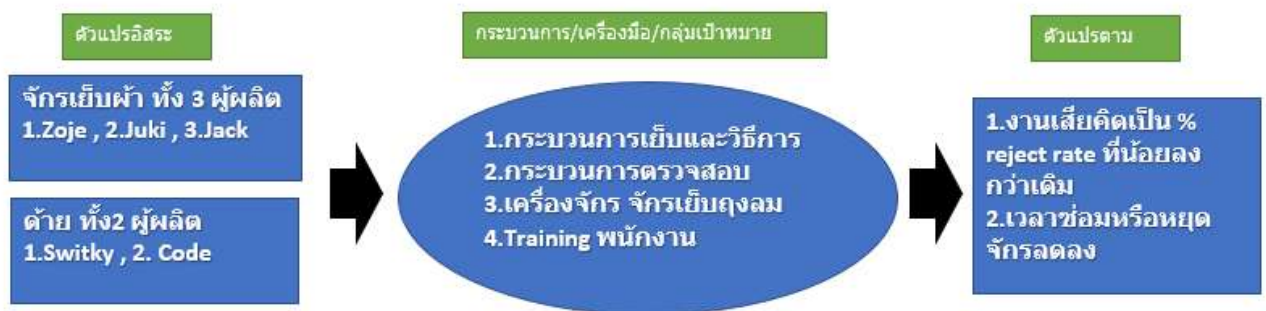 ตัวแปรอิสระ
จักรเย็บผ้า ทั้ง 3 ผู้ผลิต
1.Zoje , 2.Juki , 3.Jack
ด้าย ทั้ง2 ผู้ผลิต
1.Switky , 2. Code
กระบวนการ/เครื่องมือ/กลุ่มเป้าหมาย
1.กระบวนการเย็บและวิธีการ
2.กระบวนการตรวจสอบ
3.เครื่องจักร จักรเย็บถุงลม
4.Training พนักงาน
ตัวแปรตาม
1.งานเสียคิดเป็น %
reject rate ที่น้อยลง
กว่าเดิม
2.เวลาซ่อมหรือหยุด
จักรลดลง